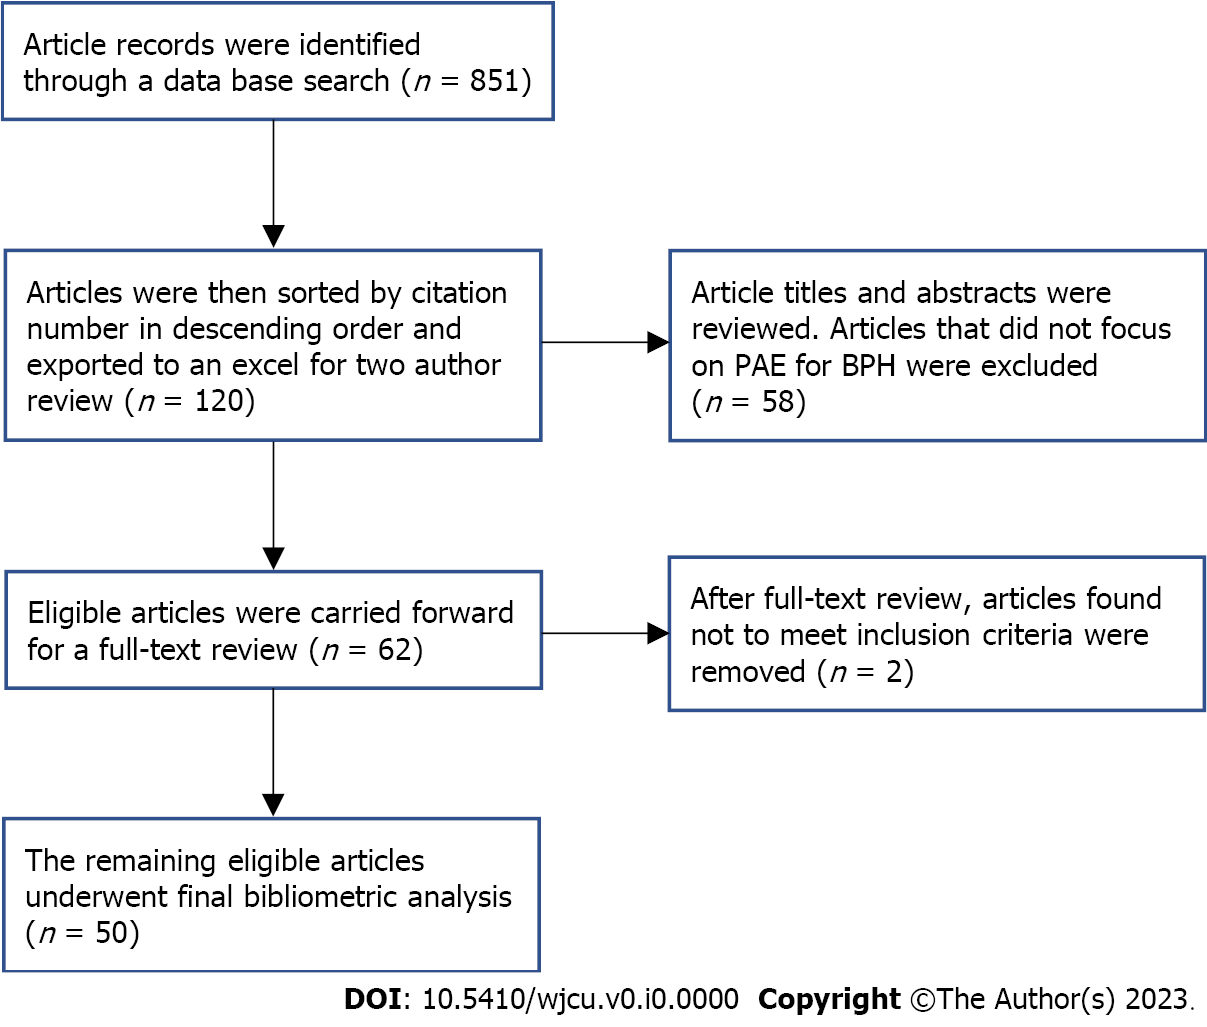 Article records were identified
through a data base search (n = 851)
Articles were then sorted by citation
number in descending order and
exported to an excel for two author
review (n = 120)
Article titles and abstracts were
reviewed. Articles that did not focus
on PAE for BPH were excluded
(n = 58)
Eligible articles were carried forward
for a full-text review (n = 62)
After full-text review, articles found
not to meet inclusion criteria were
removed (n = 2)
The remaining eligible articles
underwent final bibliometric analysis
(n = 50)
DOI: 10.5410/wjcu.v0.i0.0000 Copyright ©The Author(s) 2023.